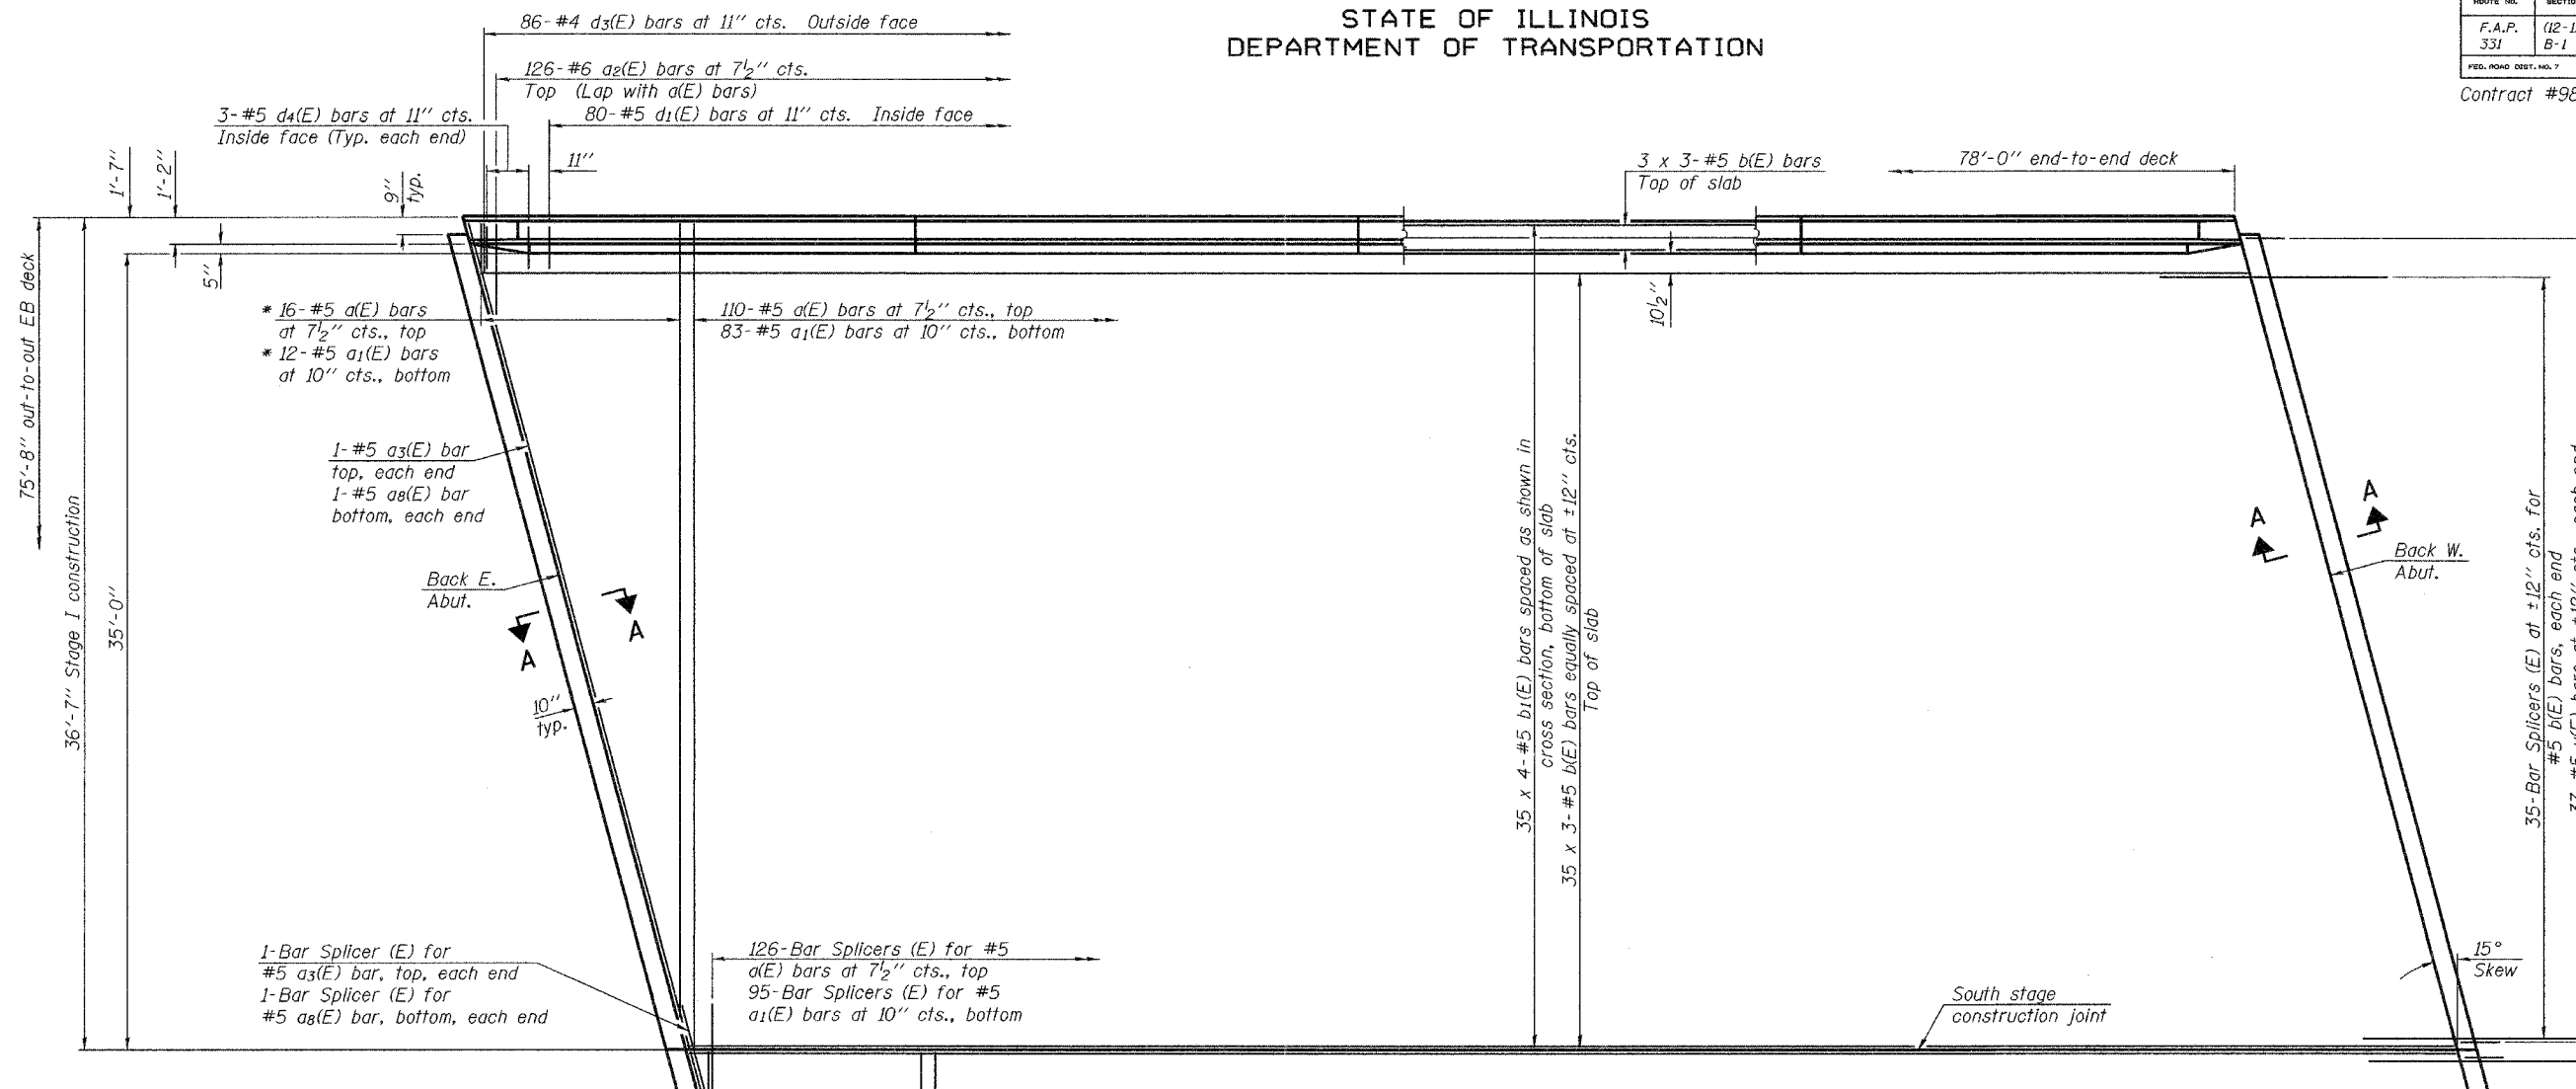 STATE OF ILLINOIS
DEPARTMENT OF TRANSPORTATION
ROUTE NO.
F.A.P.
331
B-1
FED. ROAD DIST. NO. 7
Contract #98
86-#4 d3(E) bars at 11" cts. Outside face
126-#6 a2(E) bars at 7½" cts.
Top (Lap with a(E) bars)
3-#5 d4(E) bars at 11" cts.
Inside face (Typ. each end)
80-#5 d1(E) bars at 11" cts. Inside face
11"
1'-7"
1'-2"
9"
typ.
5"
3 x 3-#5 b(E) bars
Top of slab
78'-0" end-to-end deck
10½"
* 16-#5 a(E) bars
at 7½" cts., top
* 12-#5 a1(E) bars
at 10" cts., bottom
110-#5 a(E) bars at 7½" cts., top
83-#5 a1(E) bars at 10" cts., bottom
75'-8" out-to-out EB deck
36'-7" Stage I construction
35'-0"
1-#5 a3(E) bar
top, each end
1-#5 a8(E) bar
bottom, each end
Back E.
Abut.
A
A
10"
typ.
35 x 4-#5 b1(E) bars spaced as shown in
cross section, bottom of slab
35 x 3-#5 b(E) bars equally spaced at ±12" cts.
Top of slab
A
A
Back W.
Abut.
35-Bar Splicers (E) at ±12" cts. for
#5 b(E) bars, each end
1-Bar Splicer (E) for
#5 a3(E) bar, top, each end
1-Bar Splicer (E) for
#5 a8(E) bar, bottom, each end
126-Bar Splicers (E) for #5
a(E) bars at 7½" cts., top
95-Bar Splicers (E) for #5
a1(E) bars at 10" cts., bottom
South stage
construction joint
15°
Skew